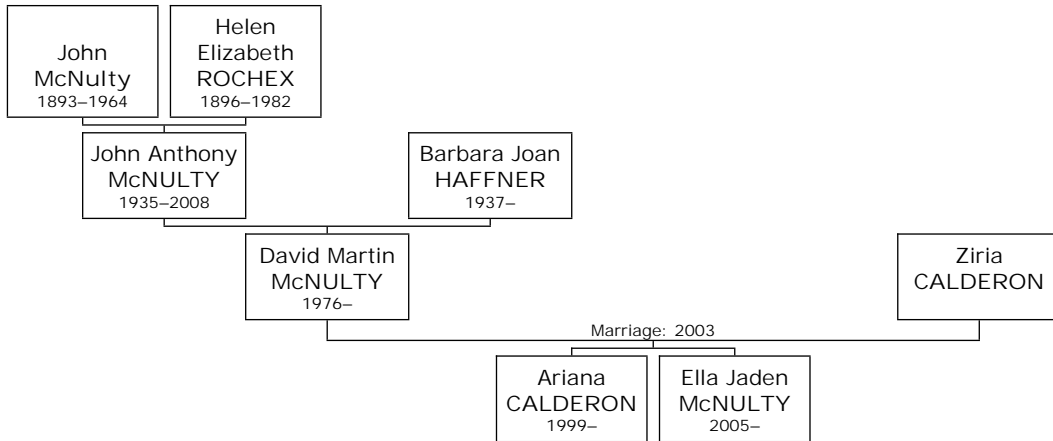 John
McNulty
1893–1964
Helen
Elizabeth
ROCHEX
1896–1982
John Anthony
McNULTY
1935–2008
Barbara Joan
HAFFNER
1937–
David Martin
McNULTY
1976–
Ziria
CALDERON
Marriage: 2003
Ariana
CALDERON
1999–
Ella Jaden
McNULTY
2005–